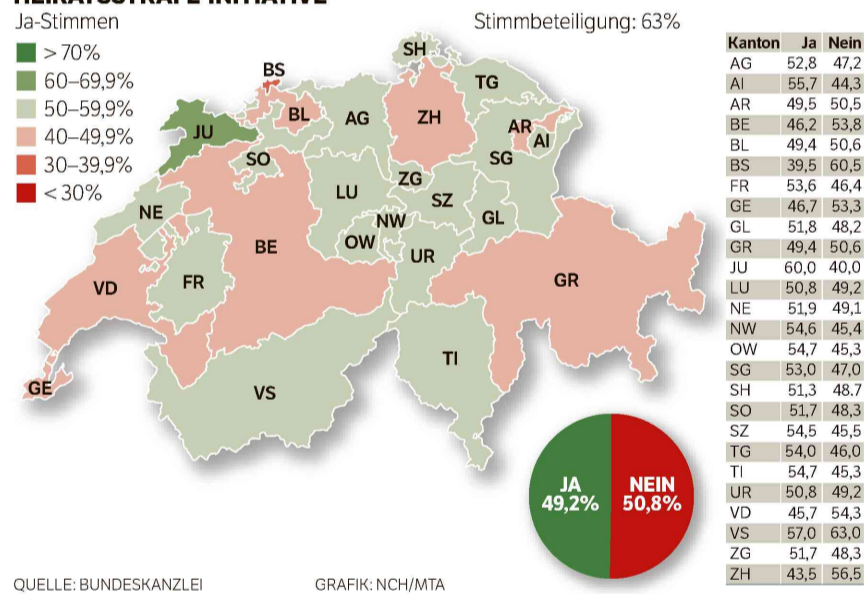 HEIRATSSTRAFE-INITIATIVE
Ja-Stimmen
Stimmbeteiligung: 63%
> 70%
60–69,9%
50–59,9%
40–49,9%
30–39,9%
< 30%
SH
BS
TG
BL
AG
ZH
JU
AR
AI
SO
SG
ZG
LU
SZ
NE
NW
GL
OW
BE
UR
FR
GR
VD
TI
GE
VS
JA
49,2%
NEIN
50,8%
Kanton Ja Nein
AG 52,8 47,2
AI 55,7 44,3
AR 49,5 50,5
BE 46,2 53,8
BL 49,4 50,6
BS 39,5 60,5
FR 53,6 46,4
GE 46,7 53,3
GL 51,8 48,2
GR 49,4 50,6
JU 60,0 40,0
LU 50,8 49,2
NE 51,9 49,1
NW 54,6 45,4
OW 54,7 45,3
SG 53,0 47,0
SH 51,3 48.7
SO 51,7 48,3
SZ 54,5 45,5
TG 54,0 46,0
TI 54,7 45,3
UR 50,8 49,2
VD 45,7 54,3
VS 57,0 63,0
ZG 51,7 48,3
ZH 43,5 56,5
QUELLE: BUNDESKANZLEI
GRAFIK: NCH/MTA